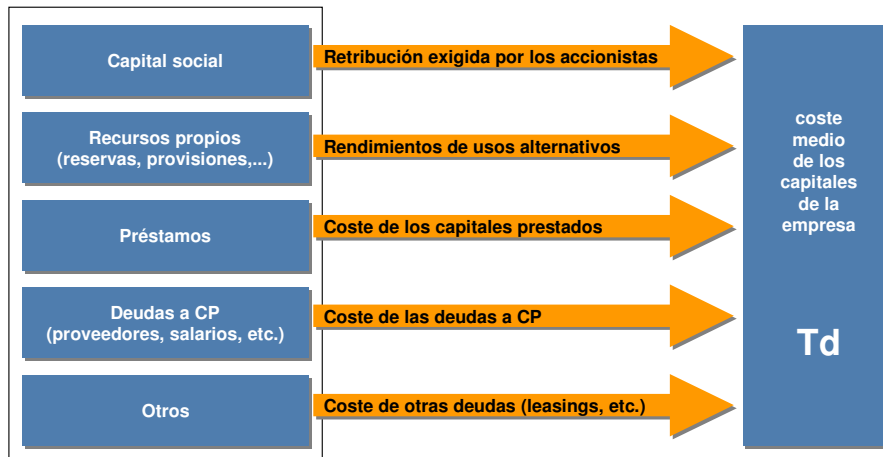 Capital social
Retribución exigida por los accionistas
Recursos propios
(reservas, provisiones,...)
Rendimientos de usos alternativos
Préstamos
Coste de los capitales prestados
Deudas a CP
(proveedores, salarios, etc.)
Coste de las deudas a CP
Otros
Coste de otras deudas (leasings, etc.)
coste
medio
de los
capitales
de la
empresa
Td